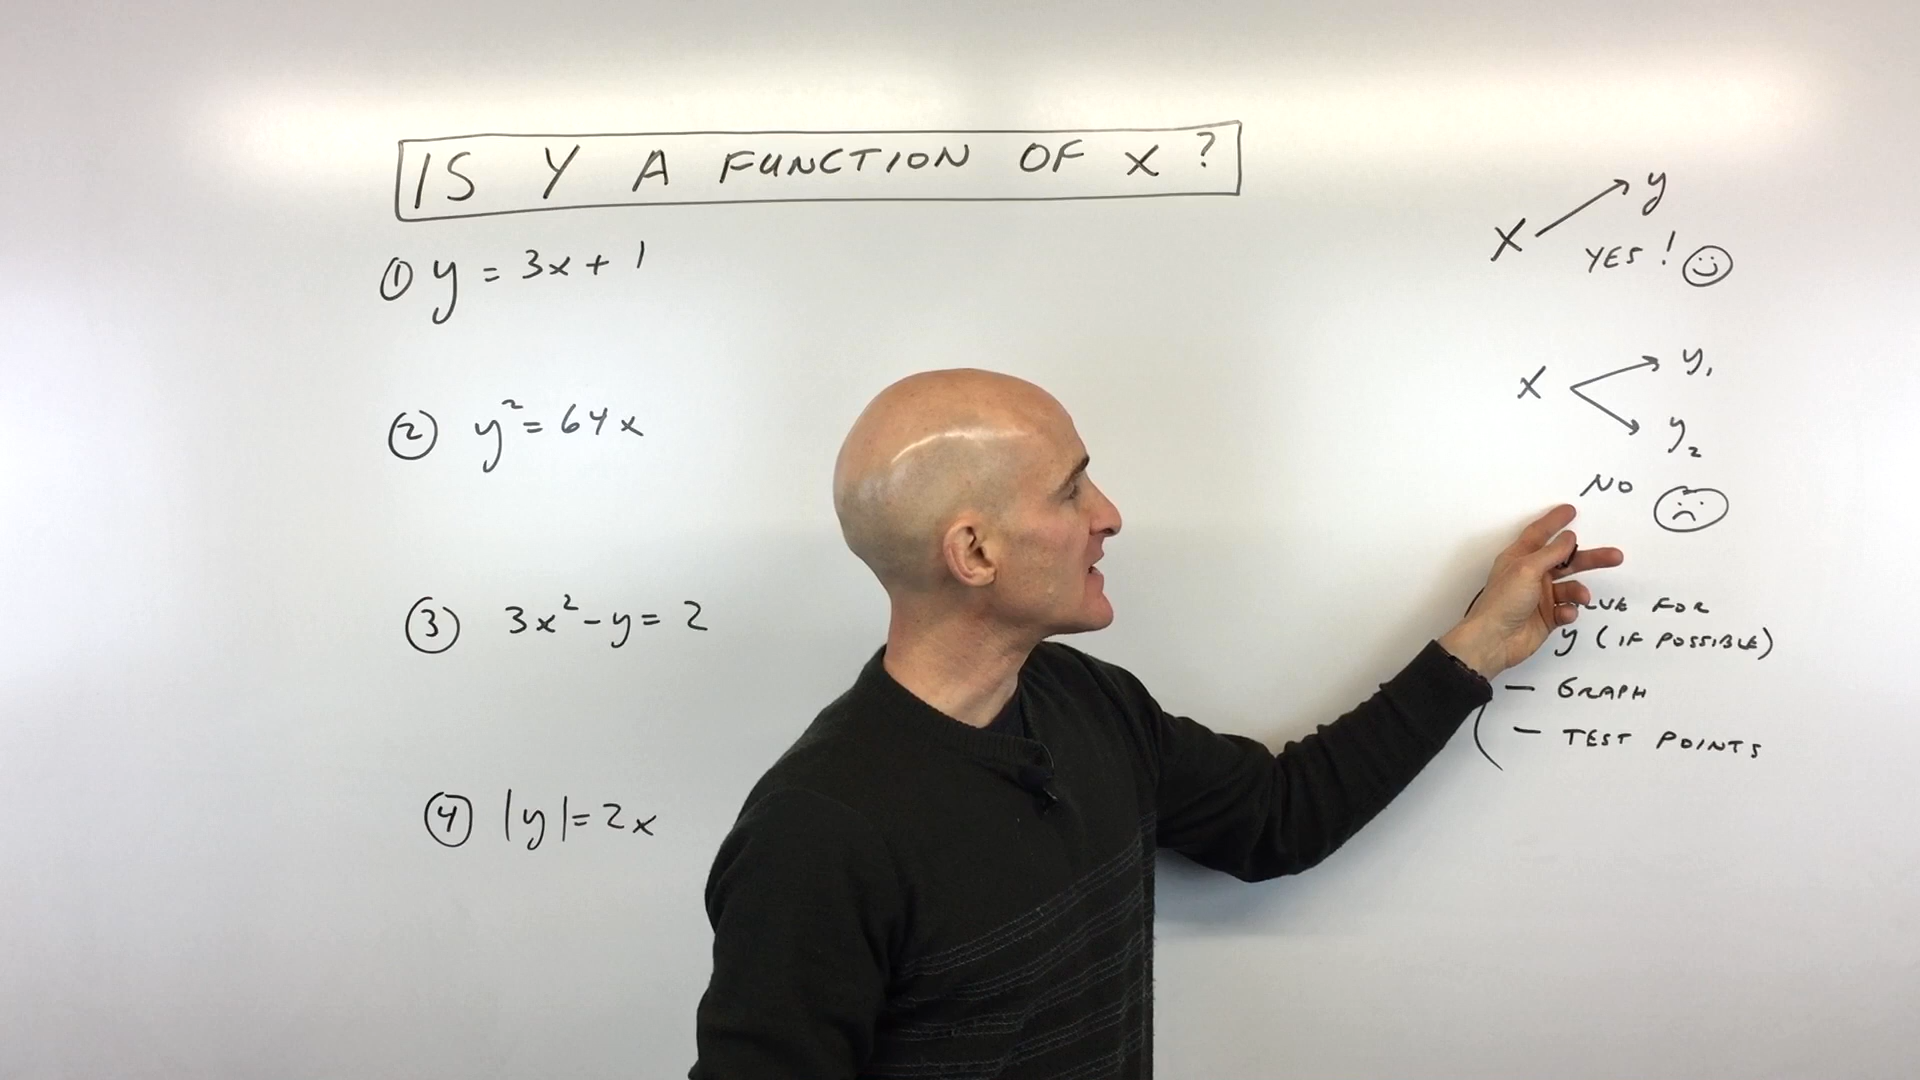 IS Y A FUNCTION OF X ?
① y = 3x + 1
② y² = 64x
③ 3x² - y = 2
④ |y| = 2x
X → y
YES !
X → y₁
y₂
NO
FOR
y (IF POSSIBLE)
— GRAPH
— TEST POINTS